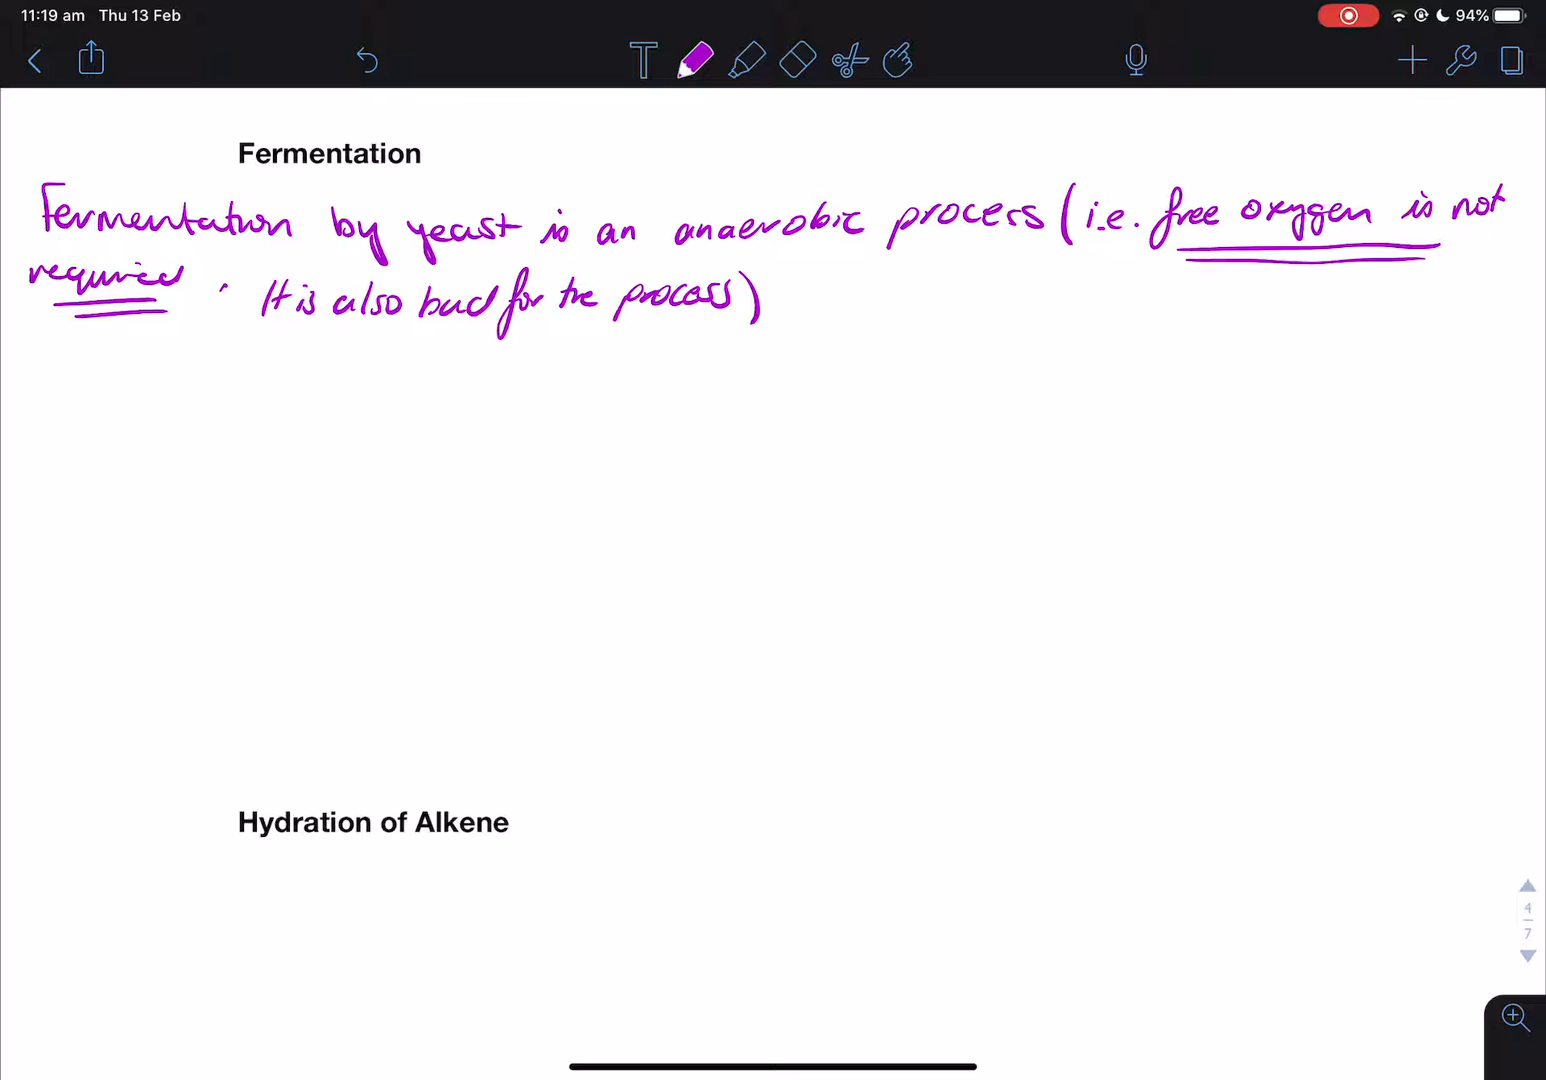 11:19 am Thu 13 Feb
94%
T
Fermentation
Fermentation by yeast is an anaerobic process (i.e. free oxygen is not
required. It is also bad for the process)
Hydration of Alkene
4
7